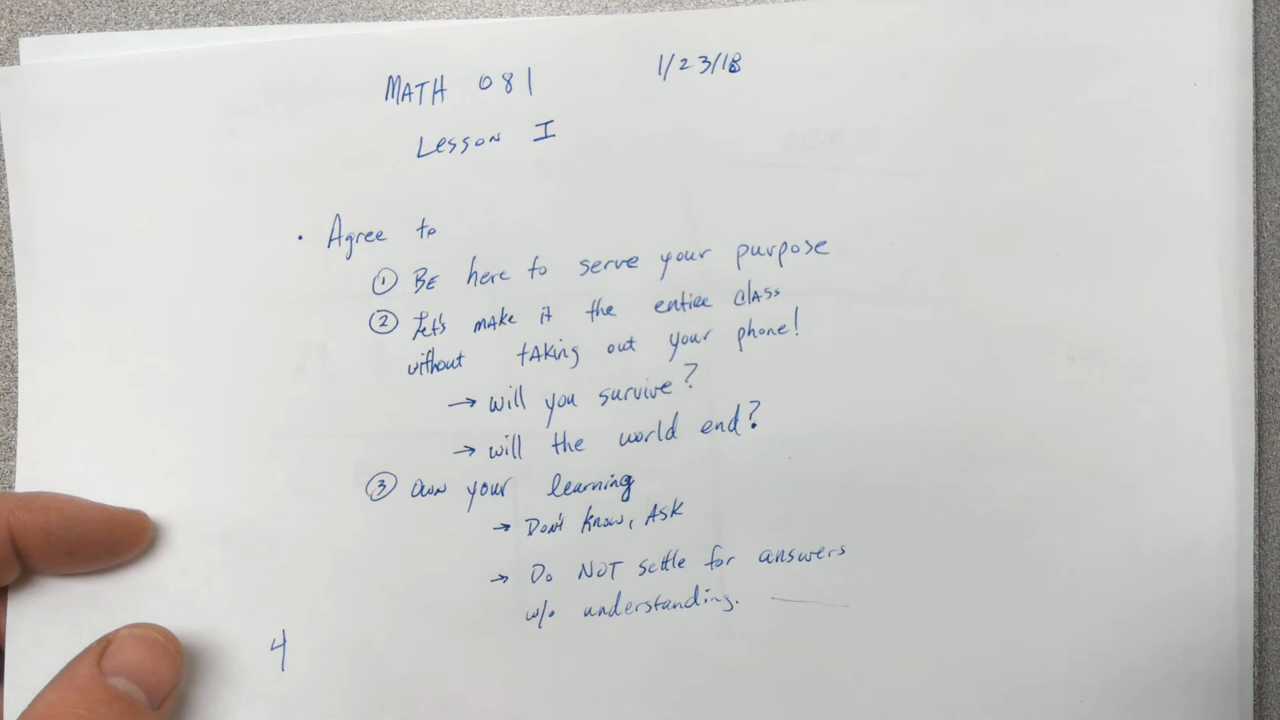 MATH 081 1/23/18
Lesson I
· Agree to
① BE here to serve your purpose
② Let's make it the entire class
without taking out your phone!
→ will you survive?
→ will the world end?
③ own your learning
→ Don't know, ASK
→ Do NOT settle for answers
w/o understanding.
4